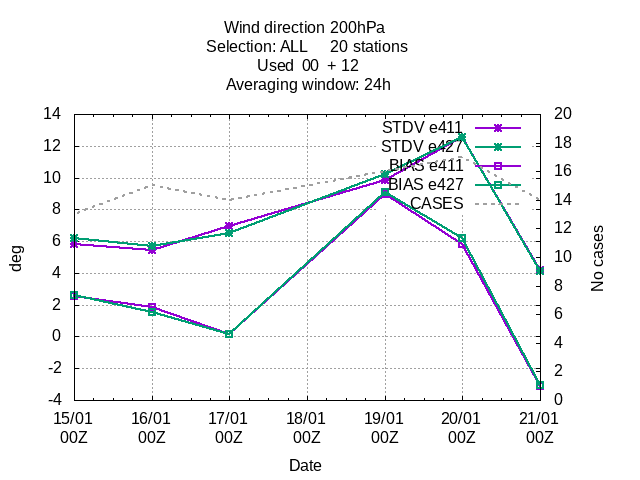 Wind direction 200hPa
Selection: ALL     20 stations
Used  00  + 12
Averaging window: 24h
STDV e411
STDV e427
BIAS e411
BIAS e427
CASES
14
12
10
8
6
4
2
0
-2
-4
deg
20
18
16
14
12
10
8
6
4
2
0
No cases
15/01 16/01 17/01 18/01 19/01 20/01 21/01
00Z 00Z 00Z 00Z 00Z 00Z 00Z
Date